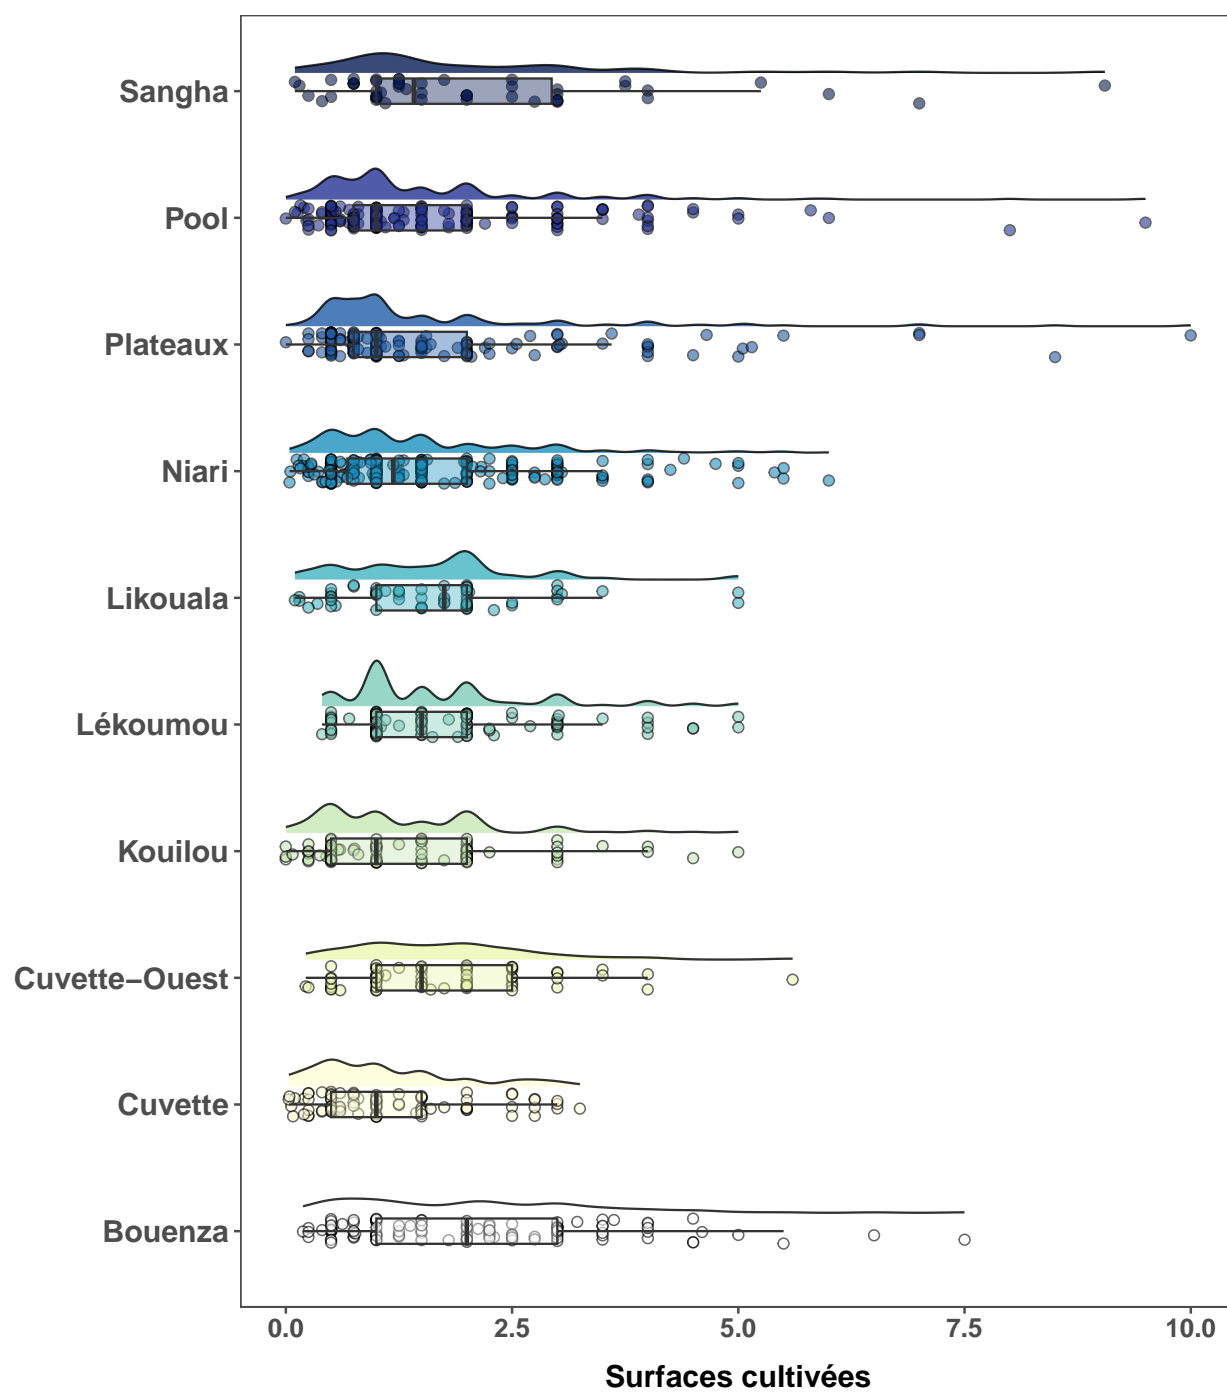 Sangha
Pool
Plateaux
Niari
Likouala
Lékoumou
Kouilou
Cuvette−Ouest
Cuvette
Bouenza
0.0 2.5 5.0 7.5 10.0
Surfaces cultivées